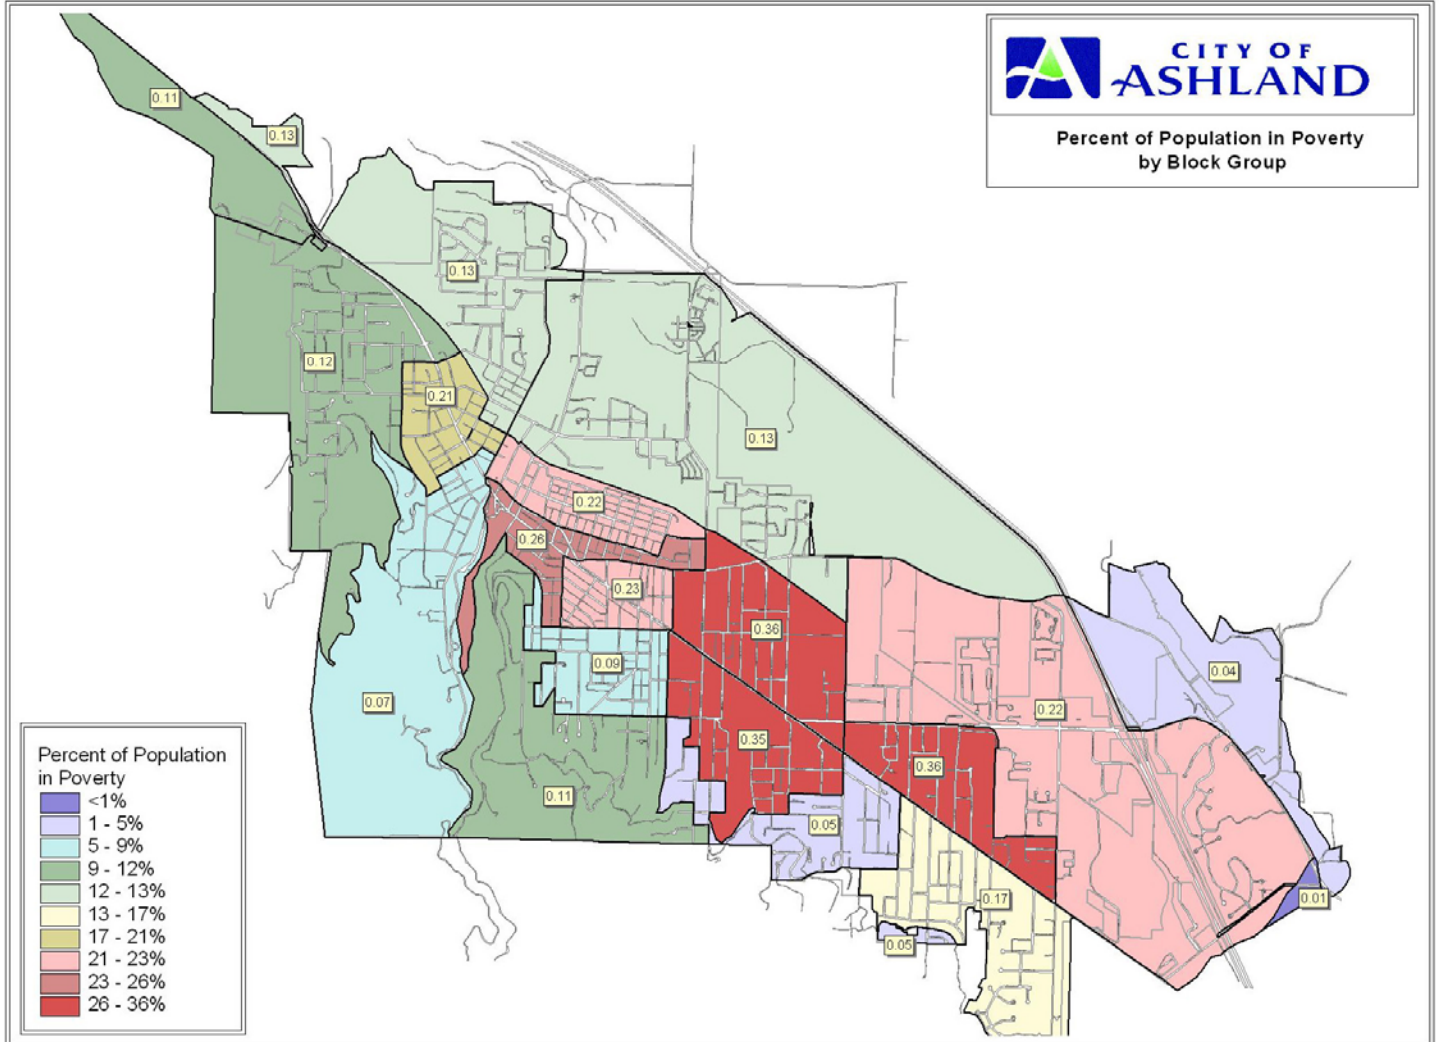 CITY OF
ASHLAND
Percent of Population in Poverty
by Block Group
0.11
0.13
0.13
0.12
0.21
0.13
0.22
0.26
0.23
0.36
0.09
0.04
0.07
0.22
0.35
0.36
0.11
0.05
0.17
0.01
0.05
Percent of Population
in Poverty
<1%
1 - 5%
5 - 9%
9 - 12%
12 - 13%
13 - 17%
17 - 21%
21 - 23%
23 - 26%
26 - 36%